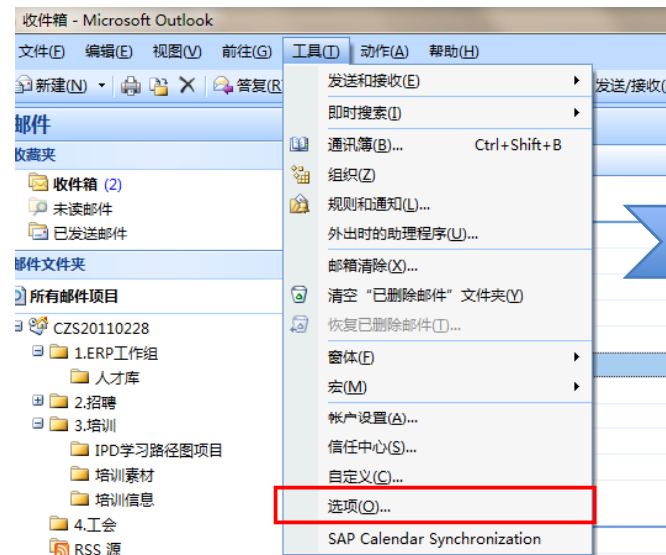 收件箱 - Microsoft Outlook
文件(F) 编辑(E) 视图(V) 前往(G) 工具(T) 动作(A) 帮助(H)
新建(N) 答复(R 发送/接收(
邮件
收藏夹
收件箱 (2)
未读邮件
已发送邮件
邮件文件夹
所有邮件项目
CZS20110228
1.ERP工作组
人才库
2.招聘
3.培训
IPD学习路径图项目
培训素材
培训信息
4.工会
RSS 源
发送和接收(E)
即时搜索(I)
通讯簿(B)... Ctrl+Shift+B
组织(Z)
规则和通知(L)...
外出时的助理程序(U)...
邮箱清除(X)...
清空“已删除邮件”文件夹(Y)
恢复已删除邮件(T)...
窗体(F)
宏(M)
帐户设置(A)...
信任中心(S)...
自定义(C)...
选项(O)...
SAP Calendar Synchronization